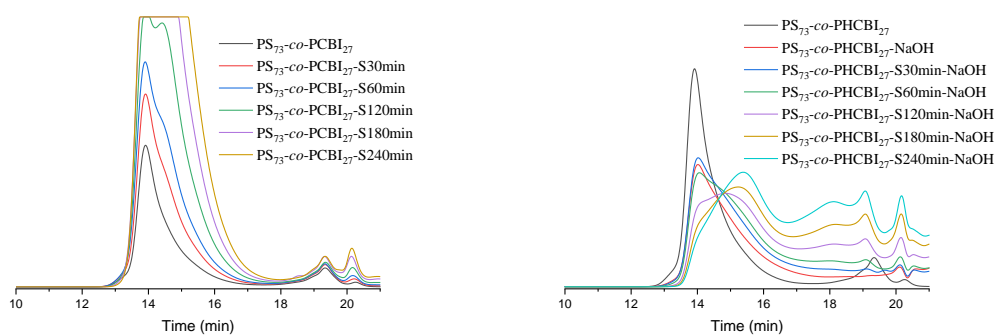 PS₇₃-co-PCBI₂₇
PS₇₃-co-PCBI₂₇-S30min
PS₇₃-co-PCBI₂₇-S60min
PS₇₃-co-PCBI₂₇-S120min
PS₇₃-co-PCBI₂₇-S180min
PS₇₃-co-PCBI₂₇-S240min
10 12 14 16 18 20
Time (min)
PS₇₃-co-PHCBI₂₇
PS₇₃-co-PHCBI₂₇-NaOH
PS₇₃-co-PHCBI₂₇-S30min-NaOH
PS₇₃-co-PHCBI₂₇-S60min-NaOH
PS₇₃-co-PHCBI₂₇-S120min-NaOH
PS₇₃-co-PHCBI₂₇-S180min-NaOH
PS₇₃-co-PHCBI₂₇-S240min-NaOH
10 12 14 16 18 20
Time (min)